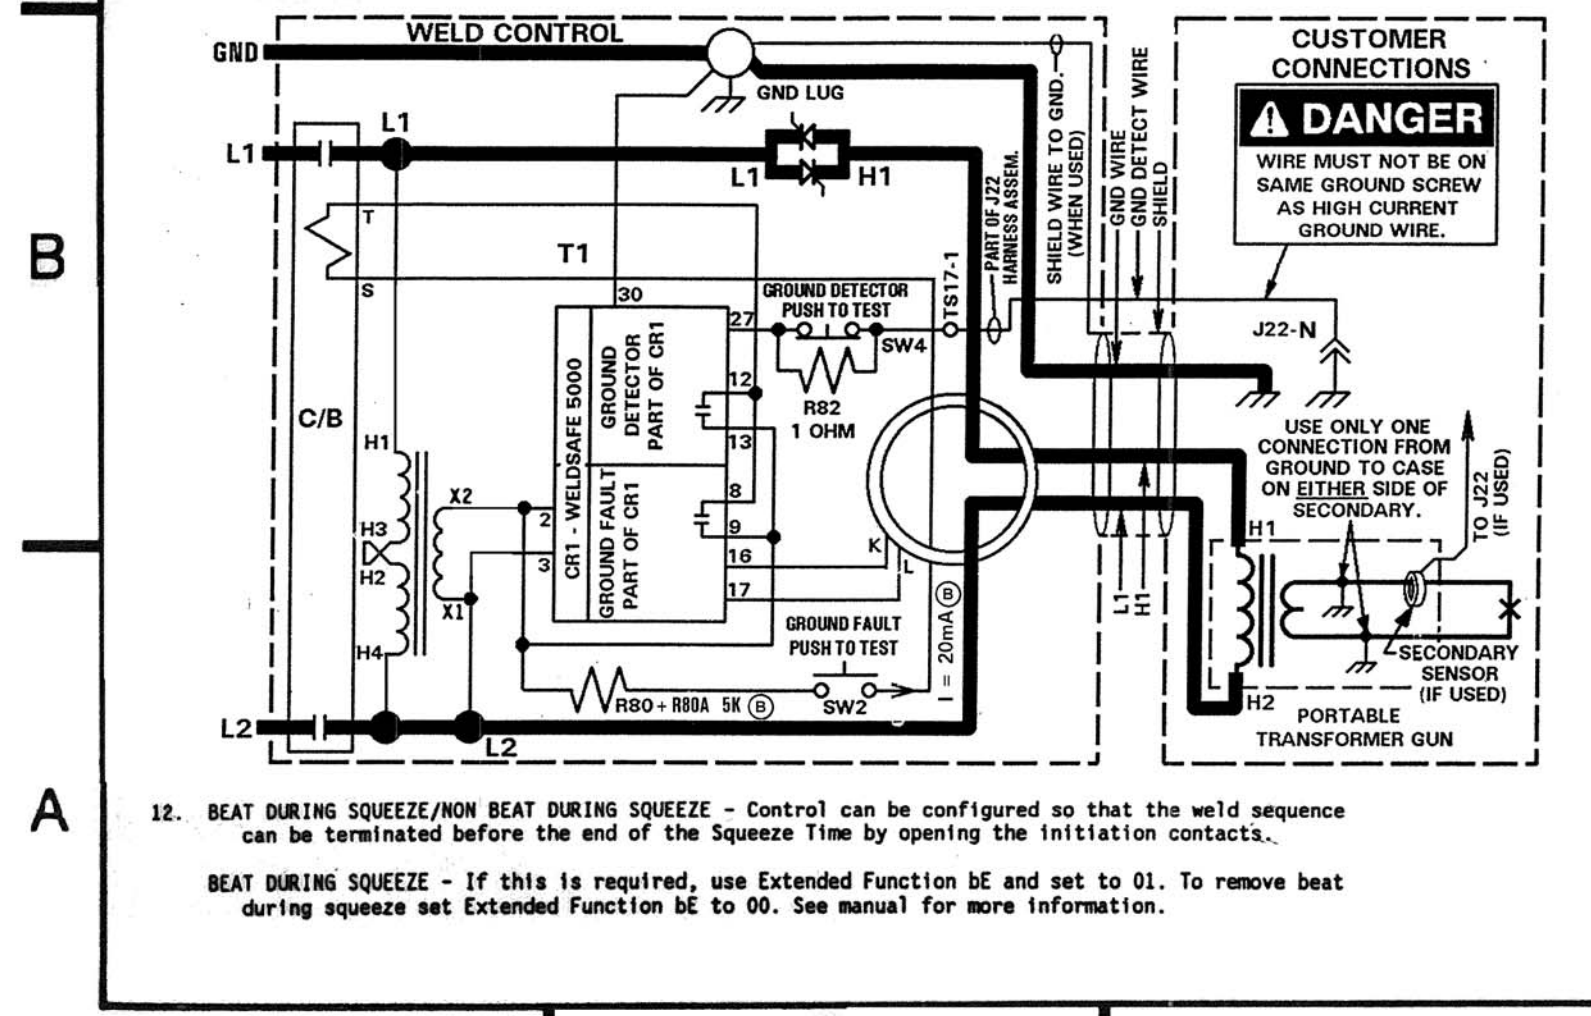 WELD CONTROL
GND
GND LUG
L1
L1
L1
H1
T
S
T1
30
27
12
13
8
9
16
17
2
3
CR1 - WELDSAFE 5000
GROUND
DETECTOR
PART OF CR1
GROUND FAULT
PART OF CR1
GROUND DETECTOR
PUSH TO TEST
SW4
R82
1 OHM
TS17-1
PART OF J22
HARNESS ASSEM.
SHIELD WIRE TO GND.
(WHEN USED)
GND WIRE
GND DETECT WIRE
SHIELD
C/B
H1
H3
H2
H4
X2
X1
K
L
I = 20mA B
GROUND FAULT
PUSH TO TEST
R80 + R80A 5K B
SW2
L2
L2
L1
H1
CUSTOMER
CONNECTIONS
DANGER
WIRE MUST NOT BE ON
SAME GROUND SCREW
AS HIGH CURRENT
GROUND WIRE.
J22-N
USE ONLY ONE
CONNECTION FROM
GROUND TO CASE
ON EITHER SIDE OF
SECONDARY.
TO J22
(IF USED)
H1
H2
SECONDARY
SENSOR
(IF USED)
PORTABLE
TRANSFORMER GUN
B
A
12. BEAT DURING SQUEEZE/NON BEAT DURING SQUEEZE - Control can be configured so that the weld sequence
can be terminated before the end of the Squeeze Time by opening the initiation contacts.
BEAT DURING SQUEEZE - If this is required, use Extended Function bE and set to 01. To remove beat
during squeeze set Extended Function bE to 00. See manual for more information.